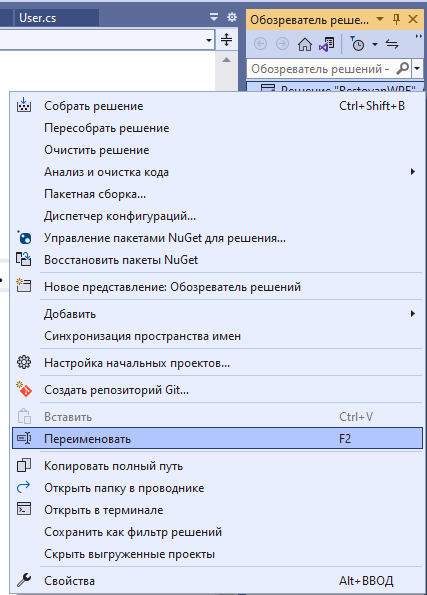 User.cs
Обозреватель реше...
Обозреватель решений –
Решение "BestovanWPF"
Собрать решение Ctrl+Shift+B
Пересобрать решение
Очистить решение
Анализ и очистка кода
Пакетная сборка...
Диспетчер конфигураций...
Управление пакетами NuGet для решения...
Восстановить пакеты NuGet
Новое представление: Обозреватель решений
Добавить
Синхронизация пространства имен
Настройка начальных проектов...
Создать репозиторий Git...
Вставить Ctrl+V
Переименовать F2
Копировать полный путь
Открыть папку в проводнике
Открыть в терминале
Сохранить как фильтр решений
Скрыть выгруженные проекты
Свойства Alt+ВВОД